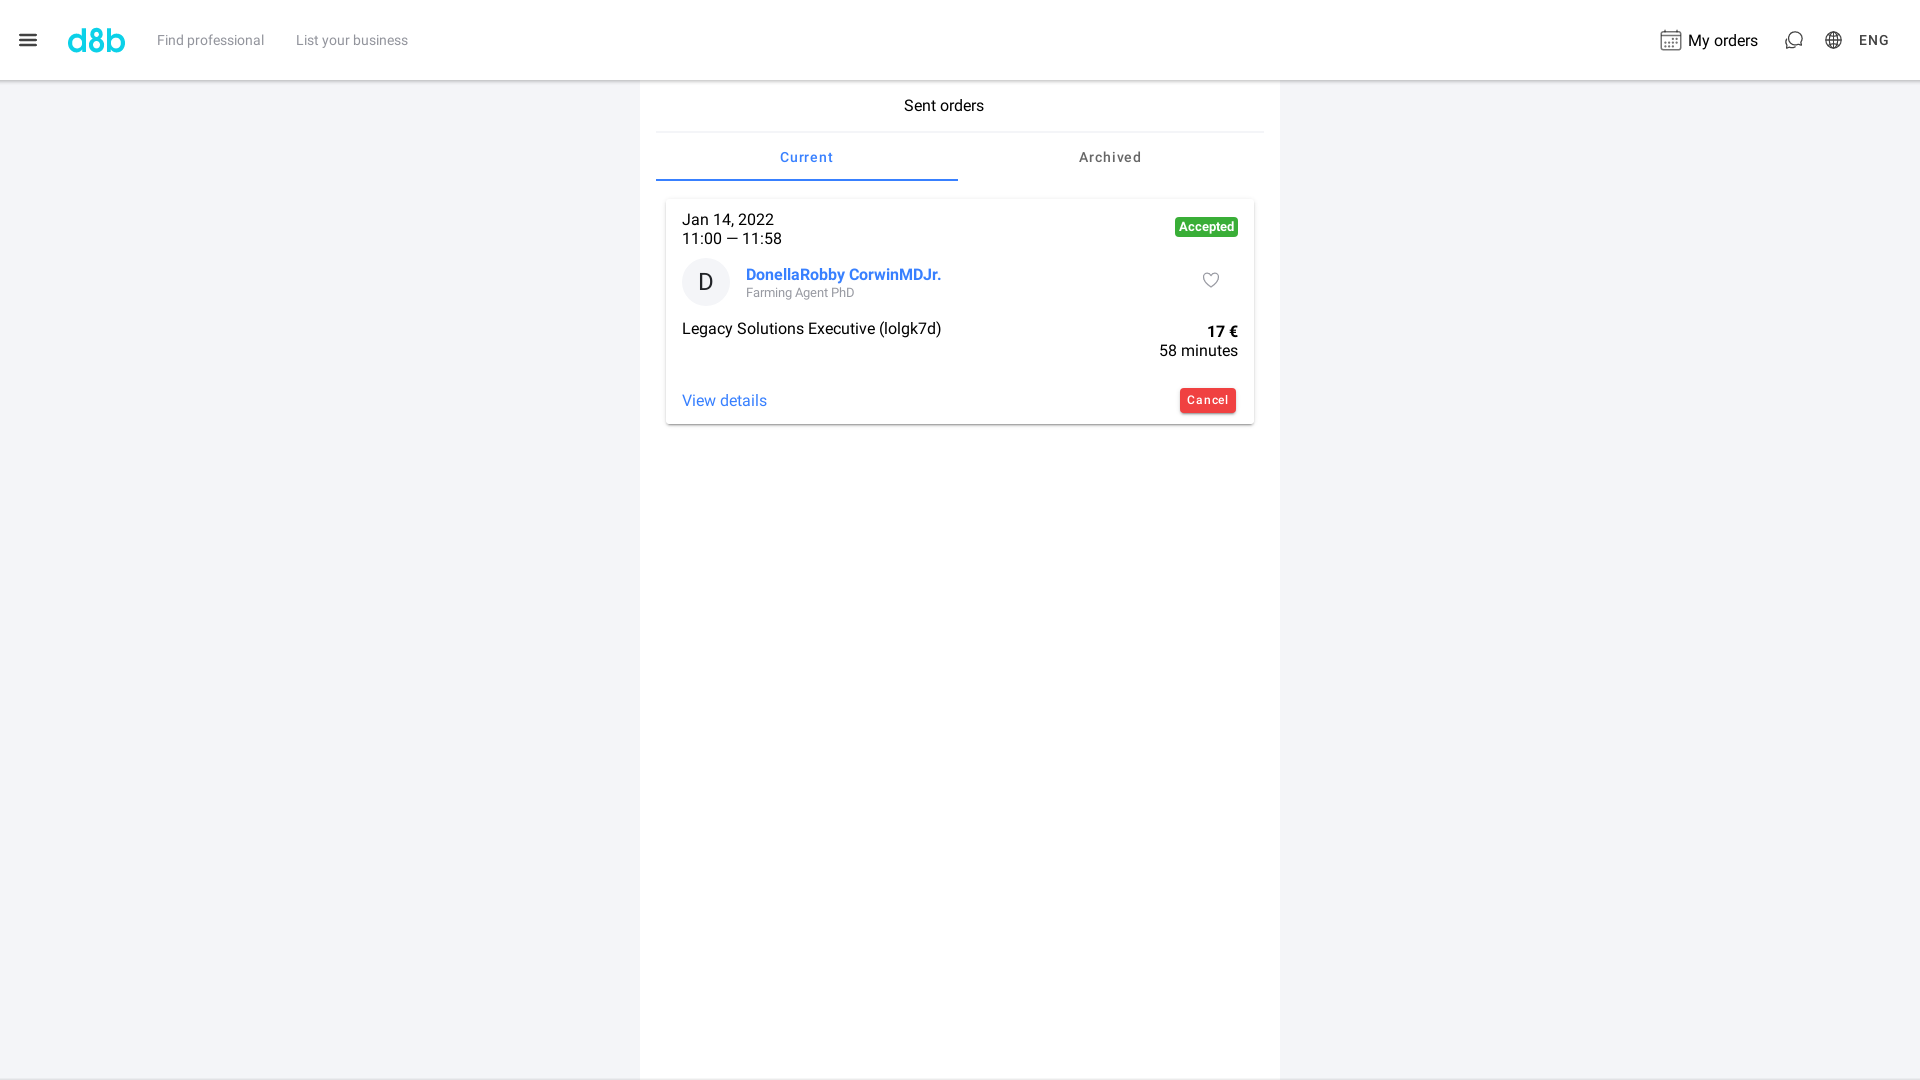 d8b
Find professional
List your business
My orders
ENG
Sent orders
Current
Archived
Jan 14, 2022
11:00 — 11:58
Accepted
D
DonellaRobby CorwinMDJr.
Farming Agent PhD
Legacy Solutions Executive (lolgk7d)
17 €
58 minutes
View details
Cancel